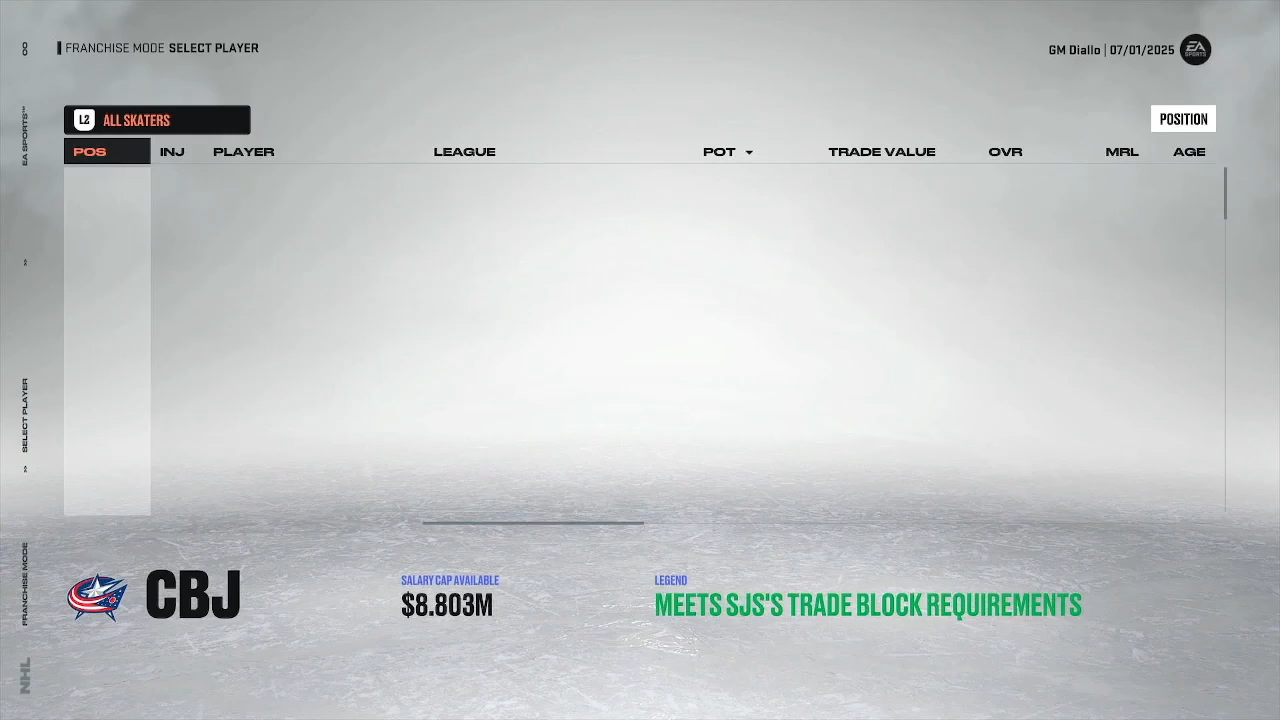 FRANCHISE MODE SELECT PLAYER
GM Diallo | 07/01/2025
EA SPORTS
L2 ALL SKATERS
POSITION
POS INJ PLAYER LEAGUE POT TRADE VALUE OVR MRL AGE
CBJ
SALARY CAP AVAILABLE
$8.803M
LEGEND
MEETS SJS'S TRADE BLOCK REQUIREMENTS
EA SPORTS™
SELECT PLAYER
FRANCHISE MODE
NHL